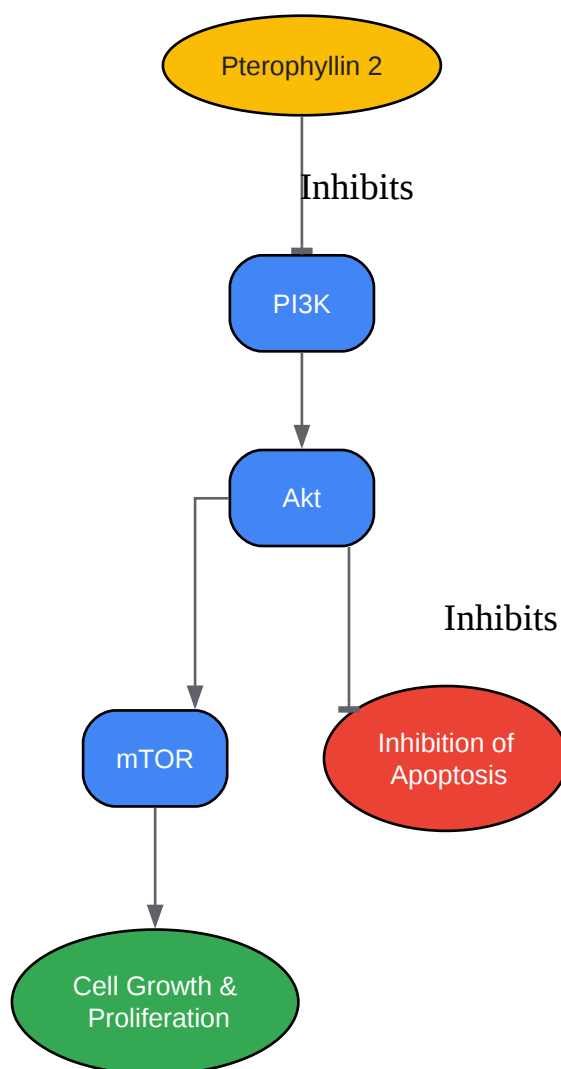 Pterophyllin 2
Inhibits
PI3K
Akt
Inhibits
mTOR
Inhibition of
Apoptosis
Cell Growth &
Proliferation